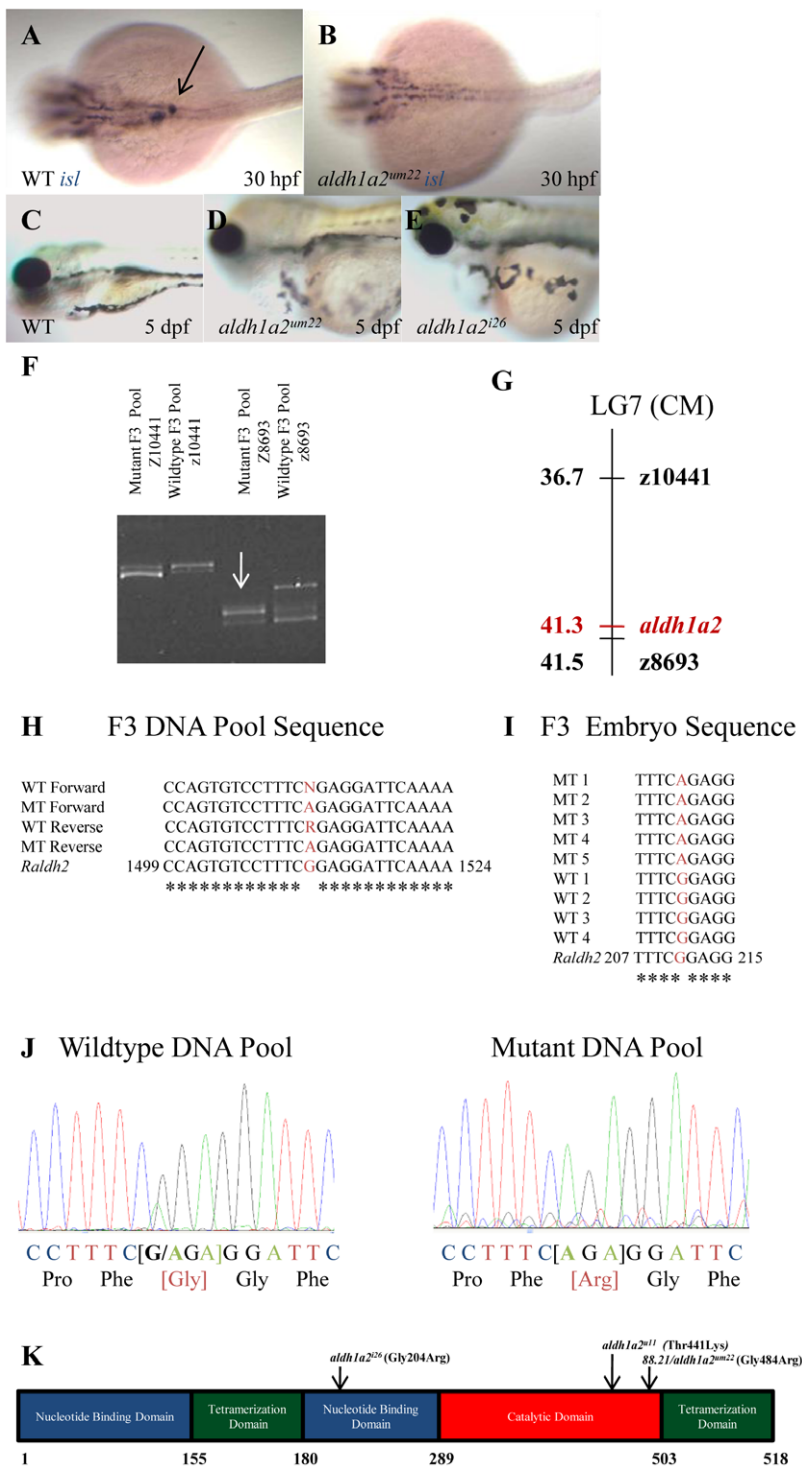 A
B
WT isl
30 hpf
aldh1a2um22 isl
30 hpf
C
D
E
WT
5 dpf
aldh1a2um22
5 dpf
aldh1a2i26
5 dpf
F
Mutant F3 Pool
Z10441
Wildtype F3 Pool
z10441
Mutant F3 Pool
Z8693
Wildtype F3 Pool
z8693
G
LG7 (CM)
36.7 z10441
41.3 aldh1a2
41.5 z8693
H F3 DNA Pool Sequence
WT Forward CCAGTGTCCTTTCNGAGGATTCAAAA
MT Forward CCAGTGTCCTTTCAGAGGATTCAAAA
WT Reverse CCAGTGTCCTTTCRGAGGATTCAAAA
MT Reverse CCAGTGTCCTTTCAGAGGATTCAAAA
Raldh2 1499 CCAGTGTCCTTTCGGAGGATTCAAAA 1524
************ ************
I F3 Embryo Sequence
MT 1 TTTCAGAGG
MT 2 TTTCAGAGG
MT 3 TTTCAGAGG
MT 4 TTTCAGAGG
MT 5 TTTCAGAGG
WT 1 TTTCGGAGG
WT 2 TTTCGGAGG
WT 3 TTTCGGAGG
WT 4 TTTCGGAGG
Raldh2 207 TTTCGGAGG 215
**** ****
J Wildtype DNA Pool
Mutant DNA Pool
C C T T T C [G/A G A] G G A T T C
Pro Phe [Gly] Gly Phe
C C T T T C [A G A] G G A T T C
Pro Phe [Arg] Gly Phe
K
aldh1a2i26 (Gly204Arg)
aldh1a2u11 (Thr441Lys)
88.21/aldh1a2um22 (Gly484Arg)
Nucleotide Binding Domain
Tetramerization
Domain
Nucleotide Binding
Domain
Catalytic Domain
Tetramerization
Domain
1 155 180 289 503 518